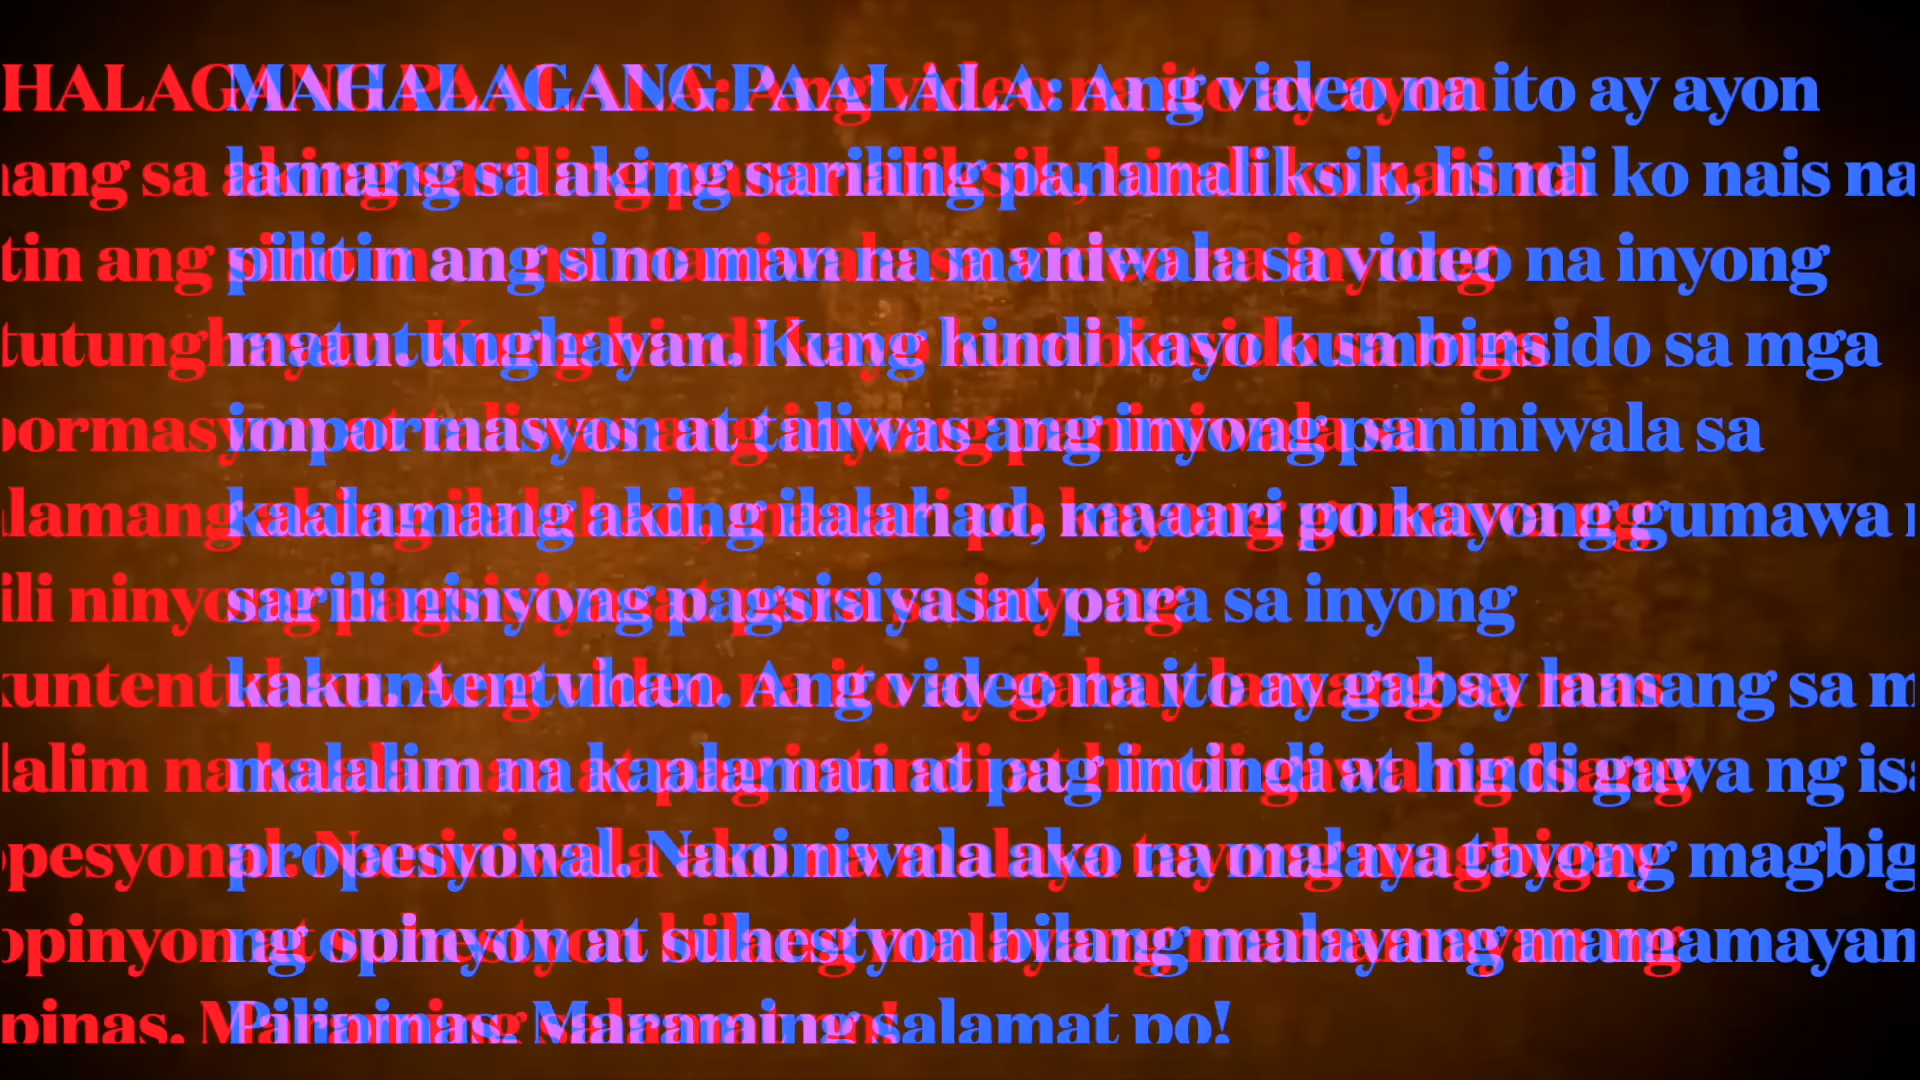 MAHALAGANG PAALALA: Ang video na ito ay ayon
lamang sa aking sariling pananaliksik, hindi ko nais na
pilitin ang sino man na maniwala sa video na inyong
matutunghayan. Kung hindi kayo kumbinsido sa mga
impormasyon at taliwas ang inyong paniniwala sa
kaalamang aking ilalahad, maaari po kayong gumawa
sarili ninyong pagsisiyasat para sa inyong
kakuntentuhan. Ang video na ito ay gabay lamang sa
malalim na kaalaman at pag intindi at hindi gawa ng
propesyonal. Naniniwala ako na malaya tayong
ng opinyon at suhestyon bilang malayang
Pilipinas. Maraming salamat po!